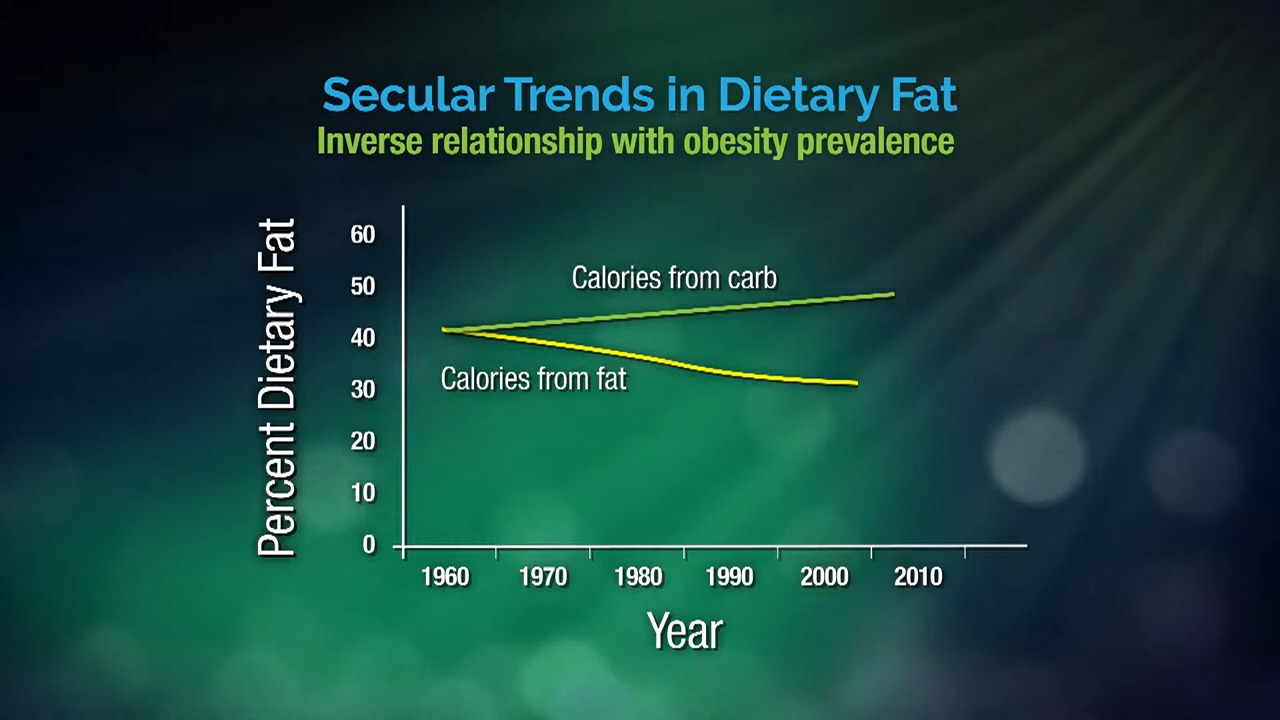 Secular Trends in Dietary Fat
Inverse relationship with obesity prevalence
Percent Dietary Fat
60
50
40
30
20
10
0
Calories from carb
Calories from fat
1960 1970 1980 1990 2000 2010
Year